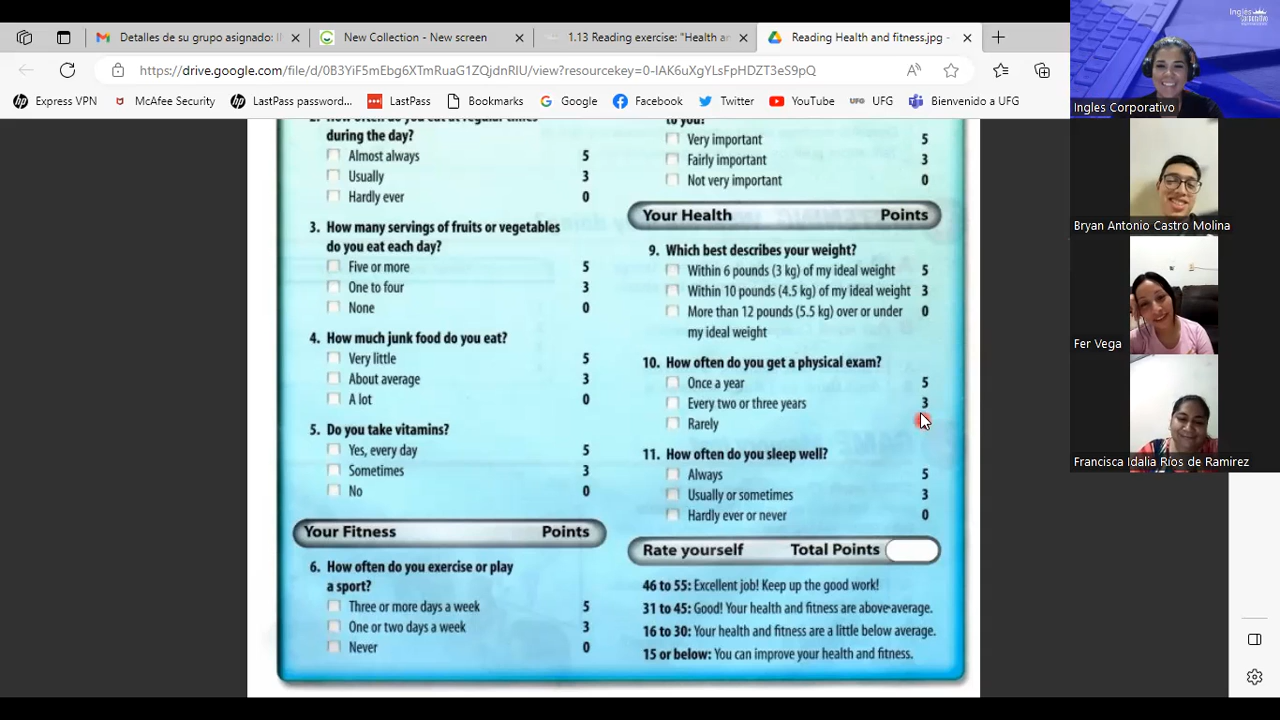 Detalles de su grupo asignado: I
New Collection - New screen
1.13 Reading exercise: "Health ar
Reading Health and fitness.jpg -
Express VPN
McAfee Security
LastPass password...
LastPass
Bookmarks
Google
Facebook
Twitter
YouTube
UFG
UFG
Bienvenido a UFG
during the day?
Almost always 5
Usually 3
Hardly ever 0
3. How many servings of fruits or vegetables
do you eat each day?
Five or more 5
One to four 3
None 0
4. How much junk food do you eat?
Very little 5
About average 3
A lot 0
5. Do you take vitamins?
Yes, every day 5
Sometimes 3
No 0
Your Fitness Points
6. How often do you exercise or play
a sport?
Three or more days a week 5
One or two days a week 3
Never 0
to you?
Very important 5
Fairly important 3
Not very important 0
Your Health Points
9. Which best describes your weight?
Within 6 pounds (3 kg) of my ideal weight 5
Within 10 pounds (4.5 kg) of my ideal weight 3
More than 12 pounds (5.5 kg) over or under 0
my ideal weight
10. How often do you get a physical exam?
Once a year 5
Every two or three years 3
Rarely
11. How often do you sleep well?
Always 5
Usually or sometimes 3
Hardly ever or never 0
Rate yourself Total Points
46 to 55: Excellent job! Keep up the good work!
31 to 45: Good! Your health and fitness are above average.
16 to 30: Your health and fitness are a little below average.
15 or below: You can improve your health and fitness.
Ingles Corporativo
Bryan Antonio Castro Molina
Fer Vega
Francisca Idalia Ríos de Ramirez